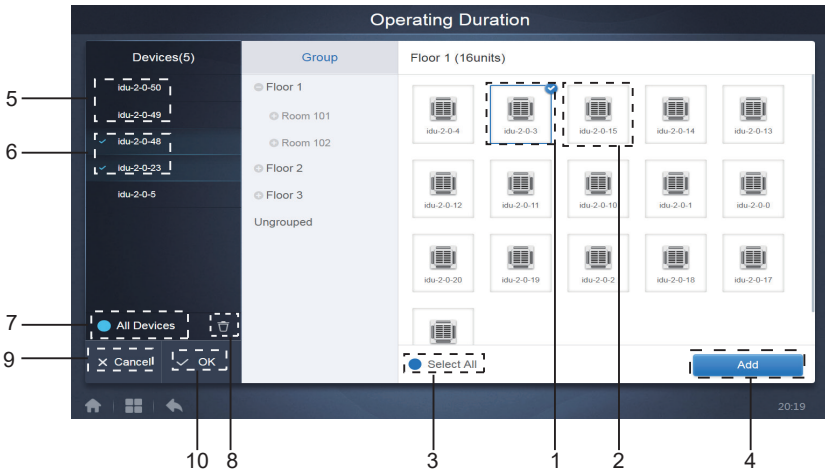 Operating Duration
Devices(5)
Group
Floor 1 (16units)
idu-2-0-50
idu-2-0-49
idu-2-0-48
idu-2-0-23
idu-2-0-5
Floor 1
Room 101
Room 102
Floor 2
Floor 3
Ungrouped
idu-2-0-4 idu-2-0-3 idu-2-0-15 idu-2-0-14 idu-2-0-13
idu-2-0-12 idu-2-0-11 idu-2-0-10 idu-2-0-1 idu-2-0-0
idu-2-0-20 idu-2-0-19 idu-2-0-2 idu-2-0-18 idu-2-0-17
All Devices
Cancel
OK
Select All
Add
20:19
5
6
7
9
10
8
3
1
2
4